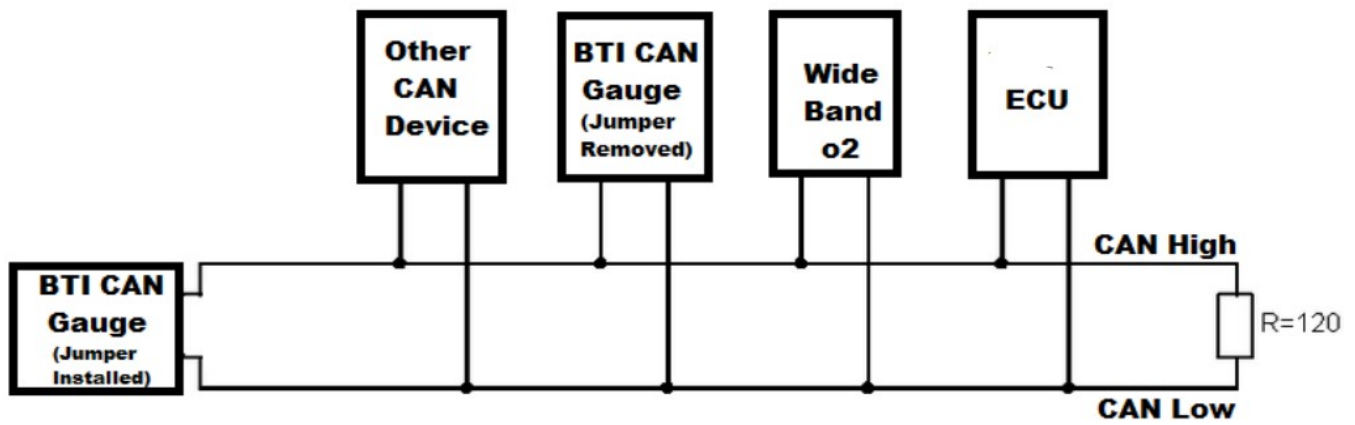 Other
CAN
Device
BTI CAN
Gauge
(Jumper
Removed)
Wide
Band
o2
ECU
CAN High
BTI CAN
Gauge
(Jumper
Installed)
R=120
CAN Low